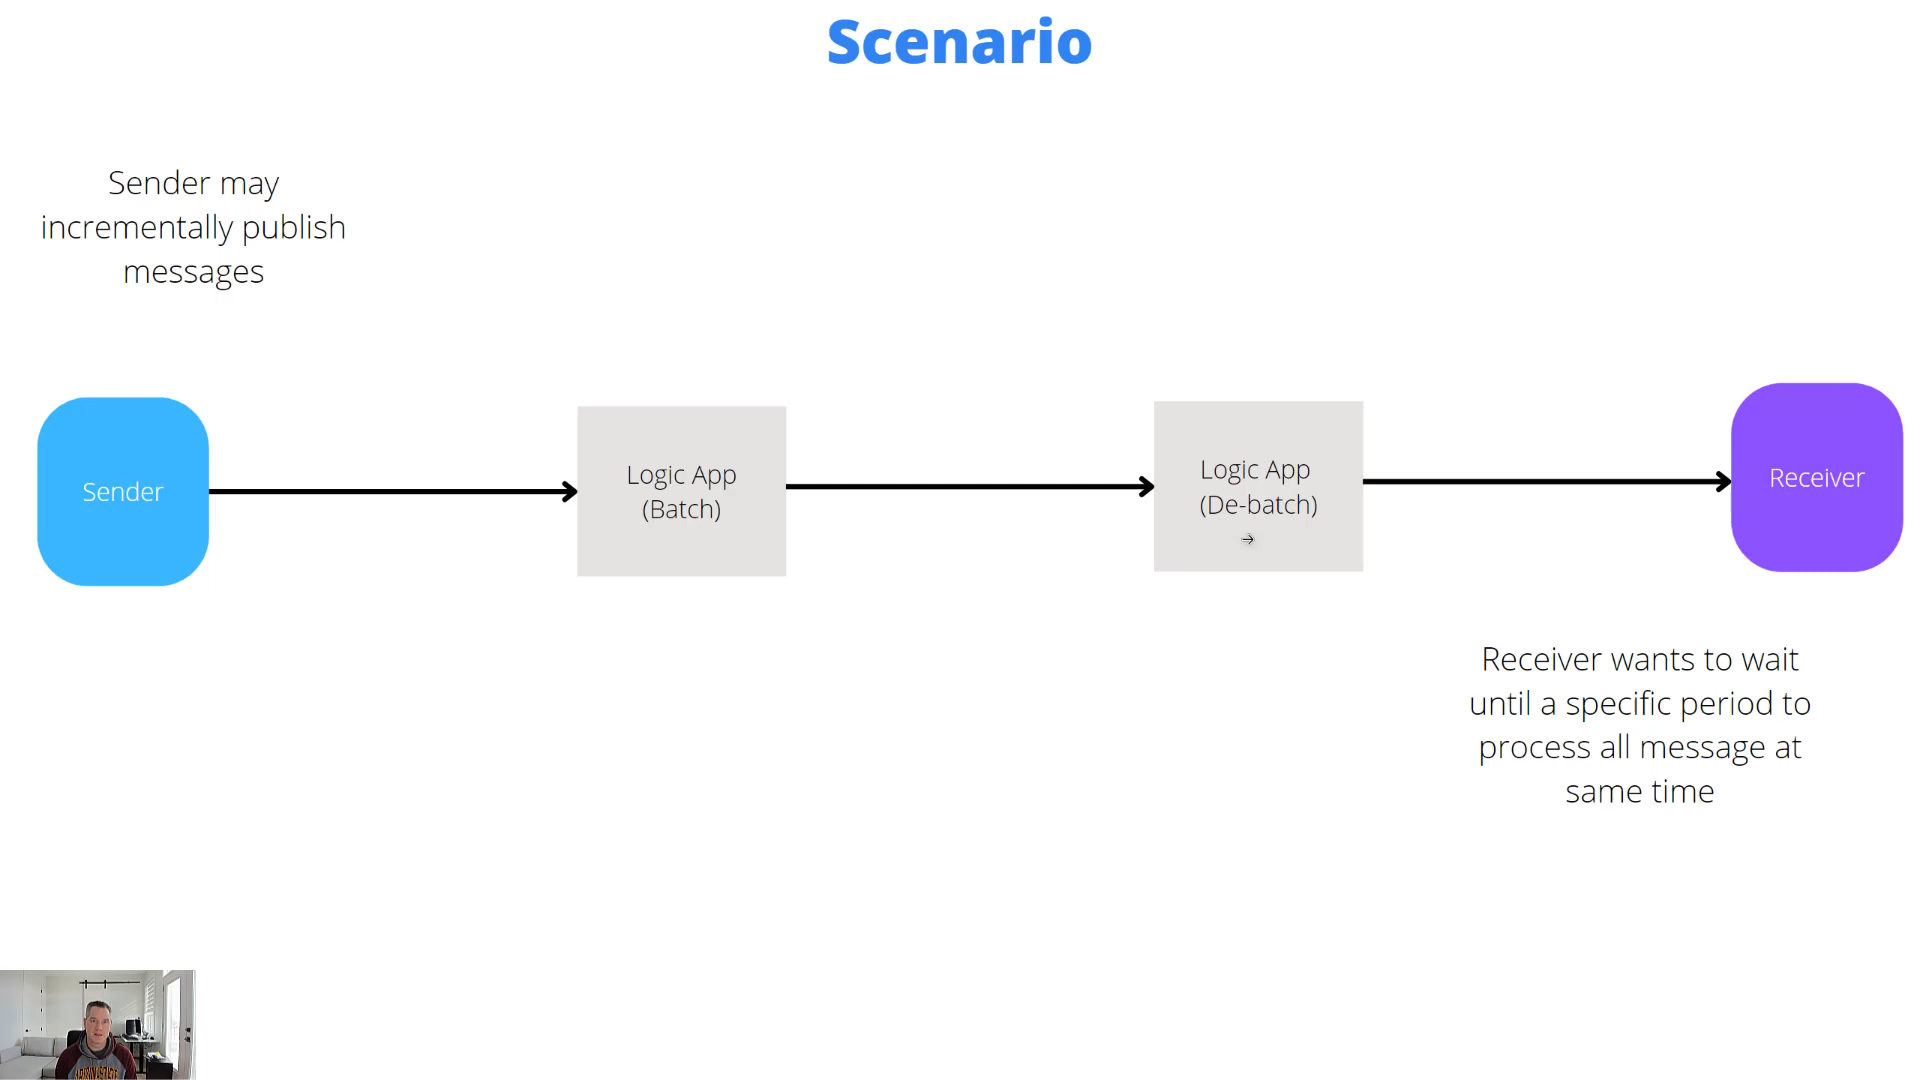 Scenario
Sender may
incrementally publish
messages
Sender
Logic App
(Batch)
Logic App
(De-batch)
Receiver
Receiver wants to wait
until a specific period to
process all message at
same time